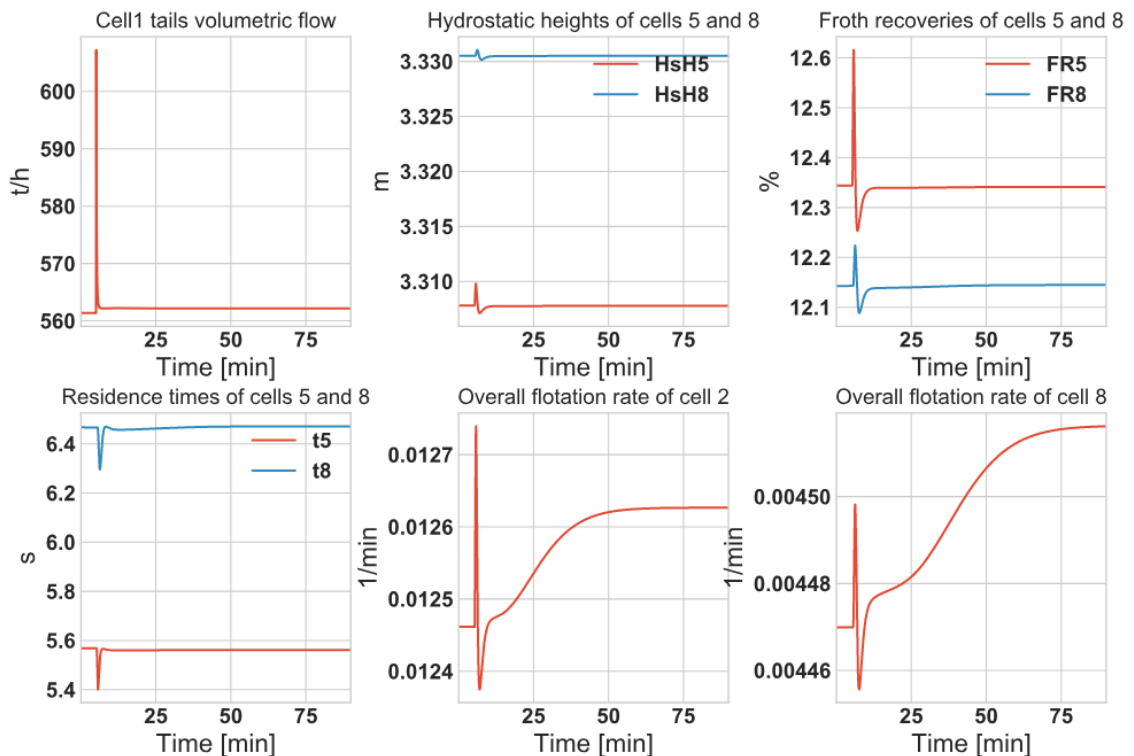 Cell1 tails volumetric flow
t/h
600
590
580
570
560
25
50
75
Time [min]
Hydrostatic heights of cells 5 and 8
m
3.330
3.325
3.320
3.315
3.310
HsH5
HsH8
25
50
75
Time [min]
Froth recoveries of cells 5 and 8
%
12.6
12.5
12.4
12.3
12.2
12.1
FR5
FR8
25
50
75
Time [min]
Residence times of cells 5 and 8
s
6.4
6.2
6.0
5.8
5.6
5.4
t5
t8
25
50
75
Time [min]
Overall flotation rate of cell 2
1/min
0.0127
0.0126
0.0125
0.0124
25
50
75
Time [min]
Overall flotation rate of cell 8
1/min
0.00450
0.00448
0.00446
25
50
75
Time [min]